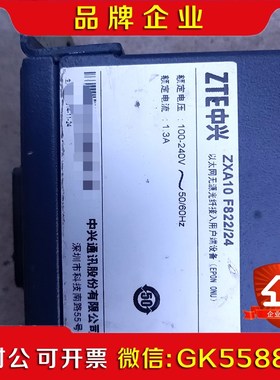 品牌企业
ZTE中兴
ZXA10 F822/24
以太网无源光纤接入用户端设备 (EPON ONU)
额定电压：100-240V～50/60Hz
额定电流：1.3A
中兴通讯股份有限公司
深圳市科技南路55号
50
对公可开票 微信:GK5588